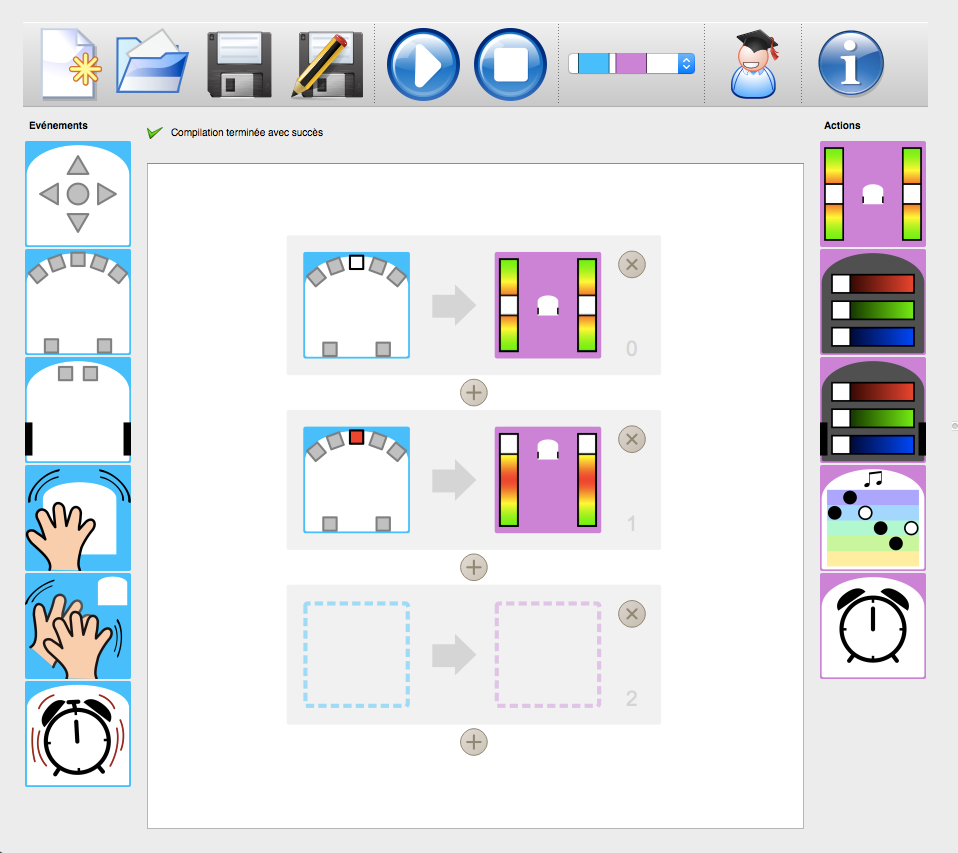 Evénements
Compilation terminée avec succès
Actions
0
1
2